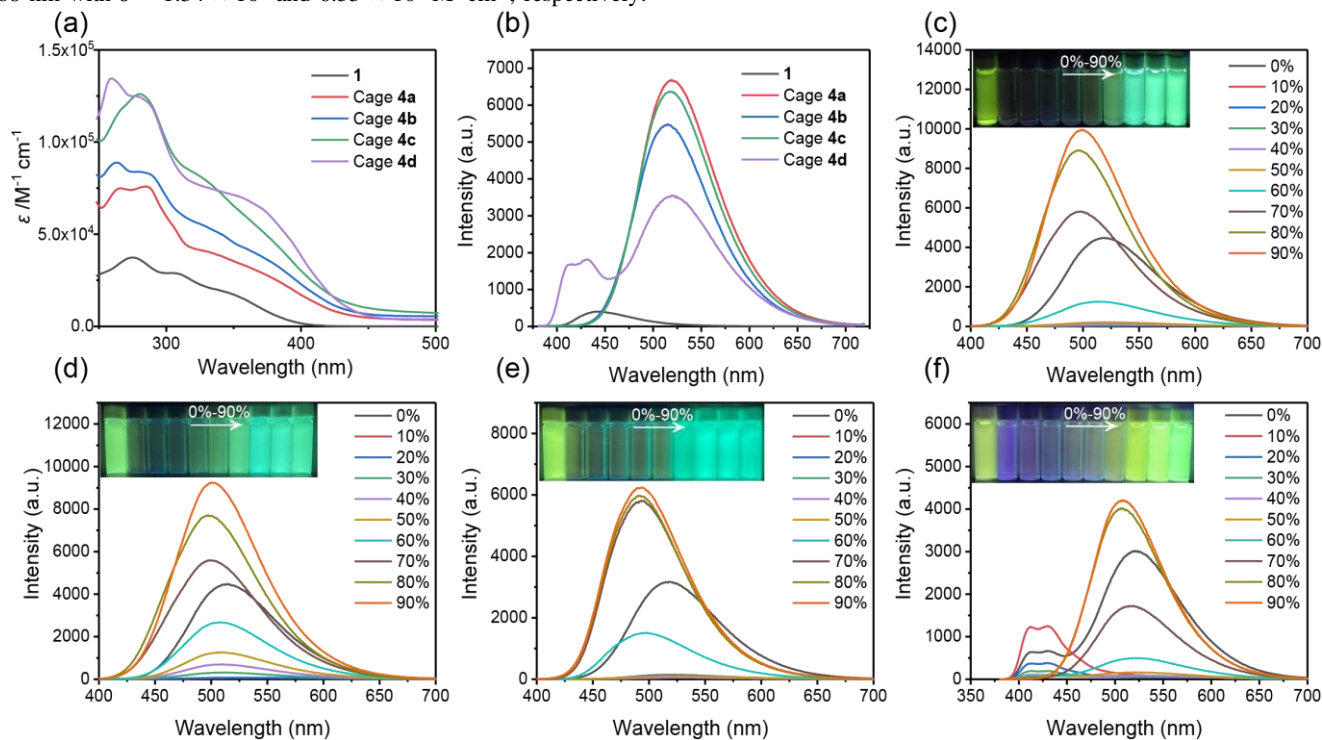 nm with and respectively.
(a)
1.5x10⁵
1.0x10⁵
5.0x10⁴
0.0
ε /M⁻¹ cm⁻¹
300 400 500
Wavelength (nm)
1
Cage 4a
Cage 4b
Cage 4c
Cage 4d
(b)
7000
6000
5000
4000
3000
2000
1000
0
Intensity (a.u.)
400 450 500 550 600 650 700
Wavelength (nm)
1
Cage 4a
Cage 4b
Cage 4c
Cage 4d
(c)
14000
12000
10000
8000
6000
4000
2000
0
Intensity (a.u.)
400 450 500 550 600 650 700
Wavelength (nm)
0%-90%
0%
10%
20%
30%
40%
50%
60%
70%
80%
90%
(d)
12000
10000
8000
6000
4000
2000
0
Intensity (a.u.)
400 450 500 550 600 650 700
Wavelength (nm)
0%-90%
0%
10%
20%
30%
40%
50%
60%
70%
80%
90%
(e)
8000
6000
4000
2000
0
Intensity (a.u.)
400 450 500 550 600 650 700
Wavelength (nm)
0%-90%
0%
10%
20%
30%
40%
50%
60%
70%
80%
90%
(f)
6000
5000
4000
3000
2000
1000
0
Intensity (a.u.)
350 400 450 500 550 600 650 700
Wavelength (nm)
0%-90%
0%
10%
20%
30%
40%
50%
60%
70%
80%
90%